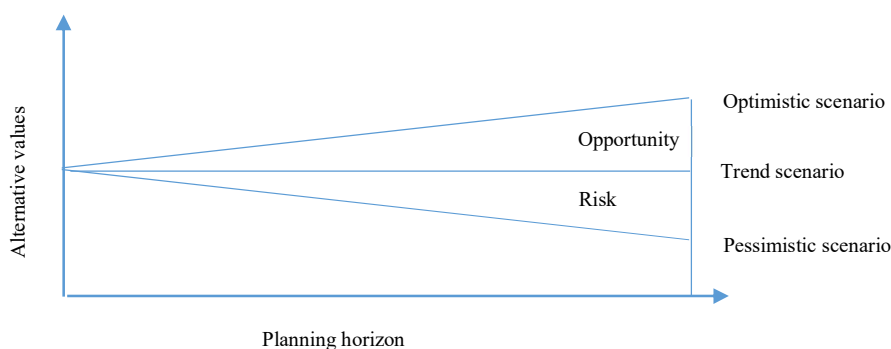 Optimistic scenario
Opportunity
Alternative values
Trend scenario
Risk
Pessimistic scenario
Planning horizon